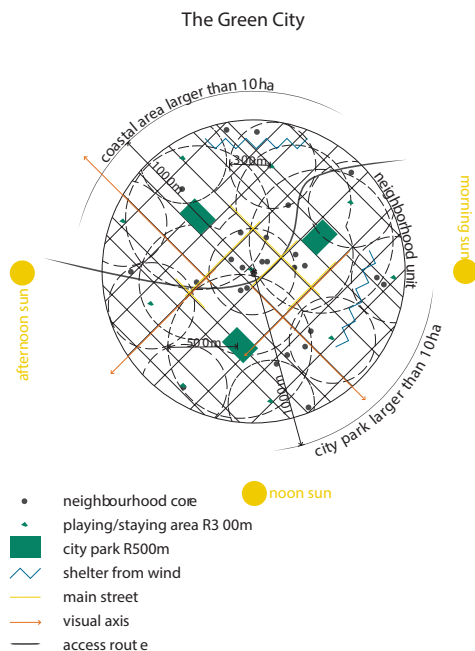 The Green City
coastal area larger than 10ha
1000m
300m
neighborhood unit
morning sun
afternoon sun
500m
1000m
city park larger than 10ha
noon sun
neighbourhood core
playing/staying area R3 00m
city park R500m
shelter from wind
main street
visual axis
access rout e